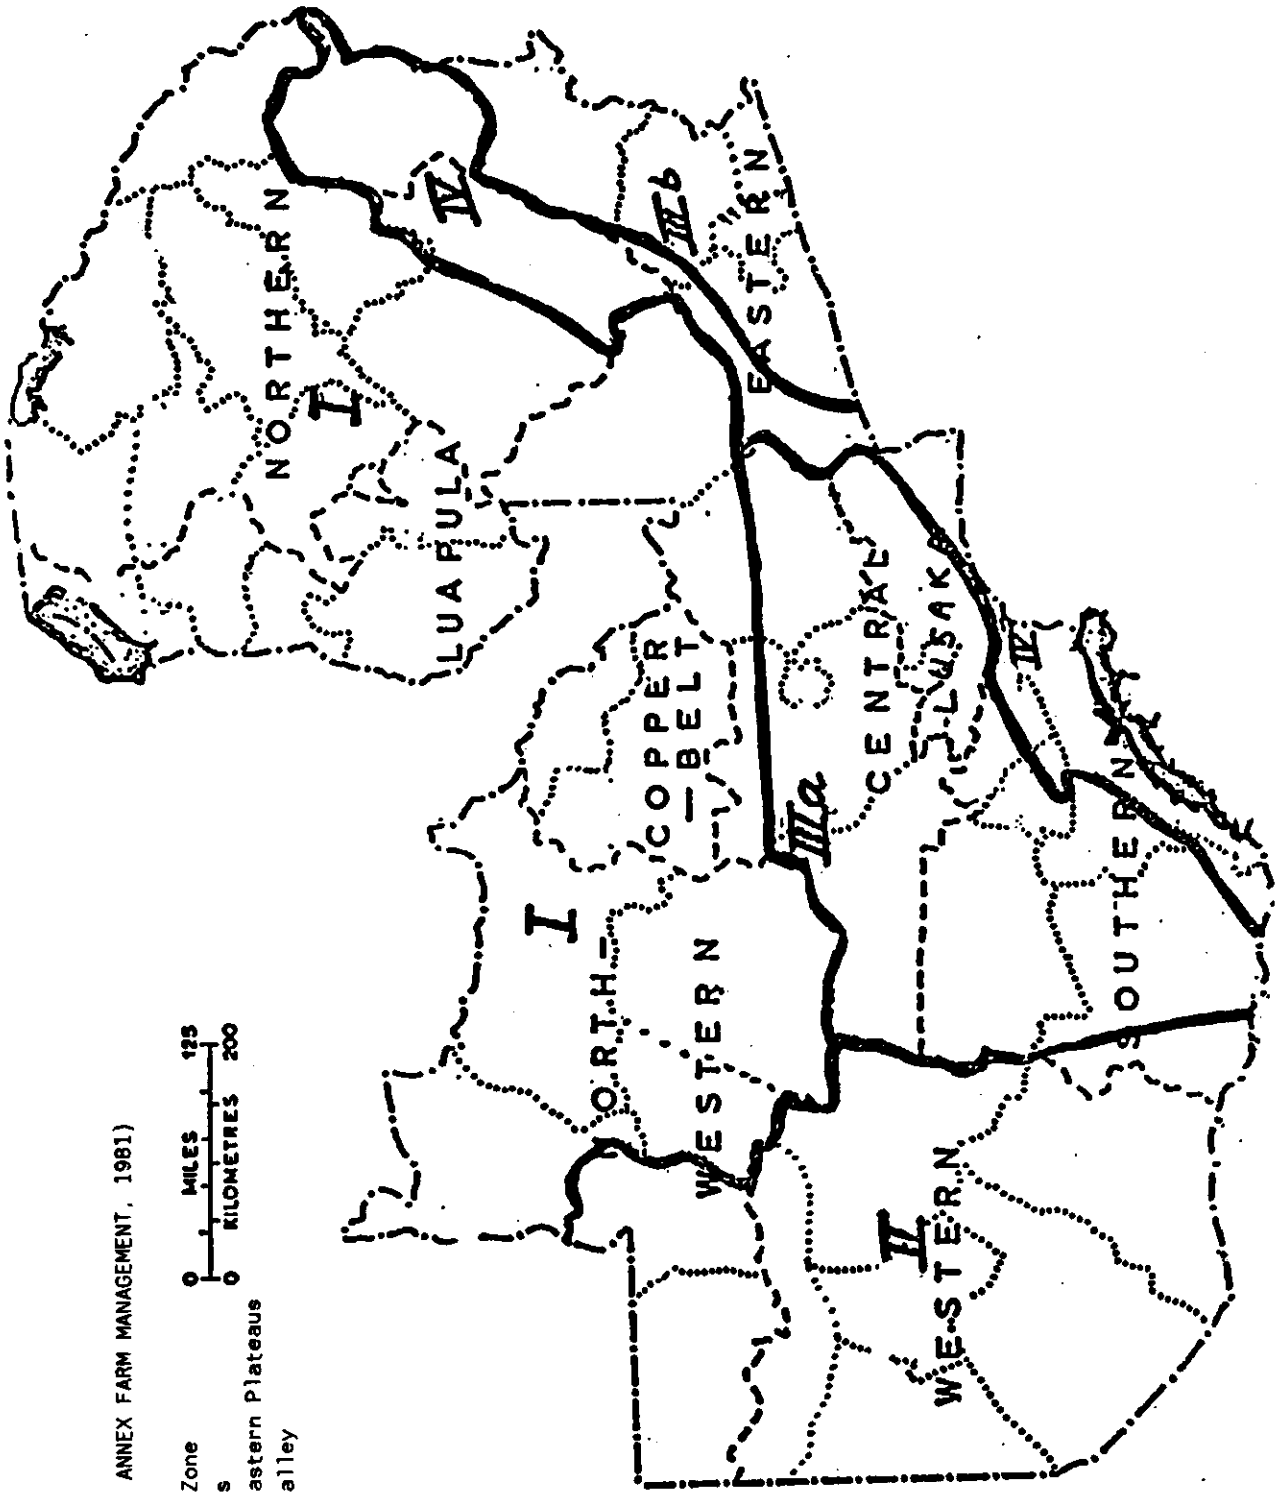 ANNEX FARM MANAGEMENT, 1981)
Zone
s
astern Plateaus
alley
0 MILES 125
0 KILOMETRES 200
NORTHERN
I
LUAPULA
IV
IIIb
EASTERN
COPPER
BELT
I
ORTH-
WESTERN
IIIa
CENTRAL
LUSAKA
IV
SOUTHERN
II
WESTERN